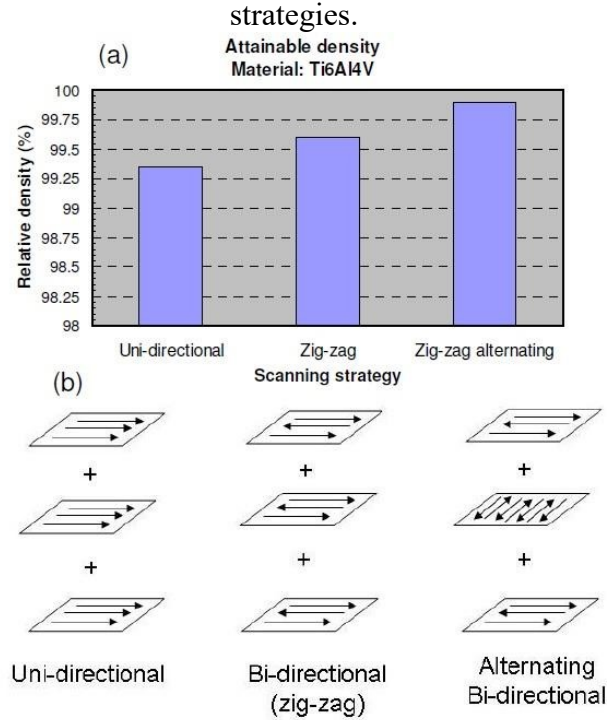 strategies.
(a)
Attainable density
Material: Ti6Al4V
Relative density (%)
100
99.75
99.5
99.25
99
98.75
98.5
98.25
98
Uni-directional Zig-zag Zig-zag alternating
Scanning strategy
(b)
+ + +
+ + +
Uni-directional
Bi-directional
(zig-zag)
Alternating
Bi-directional